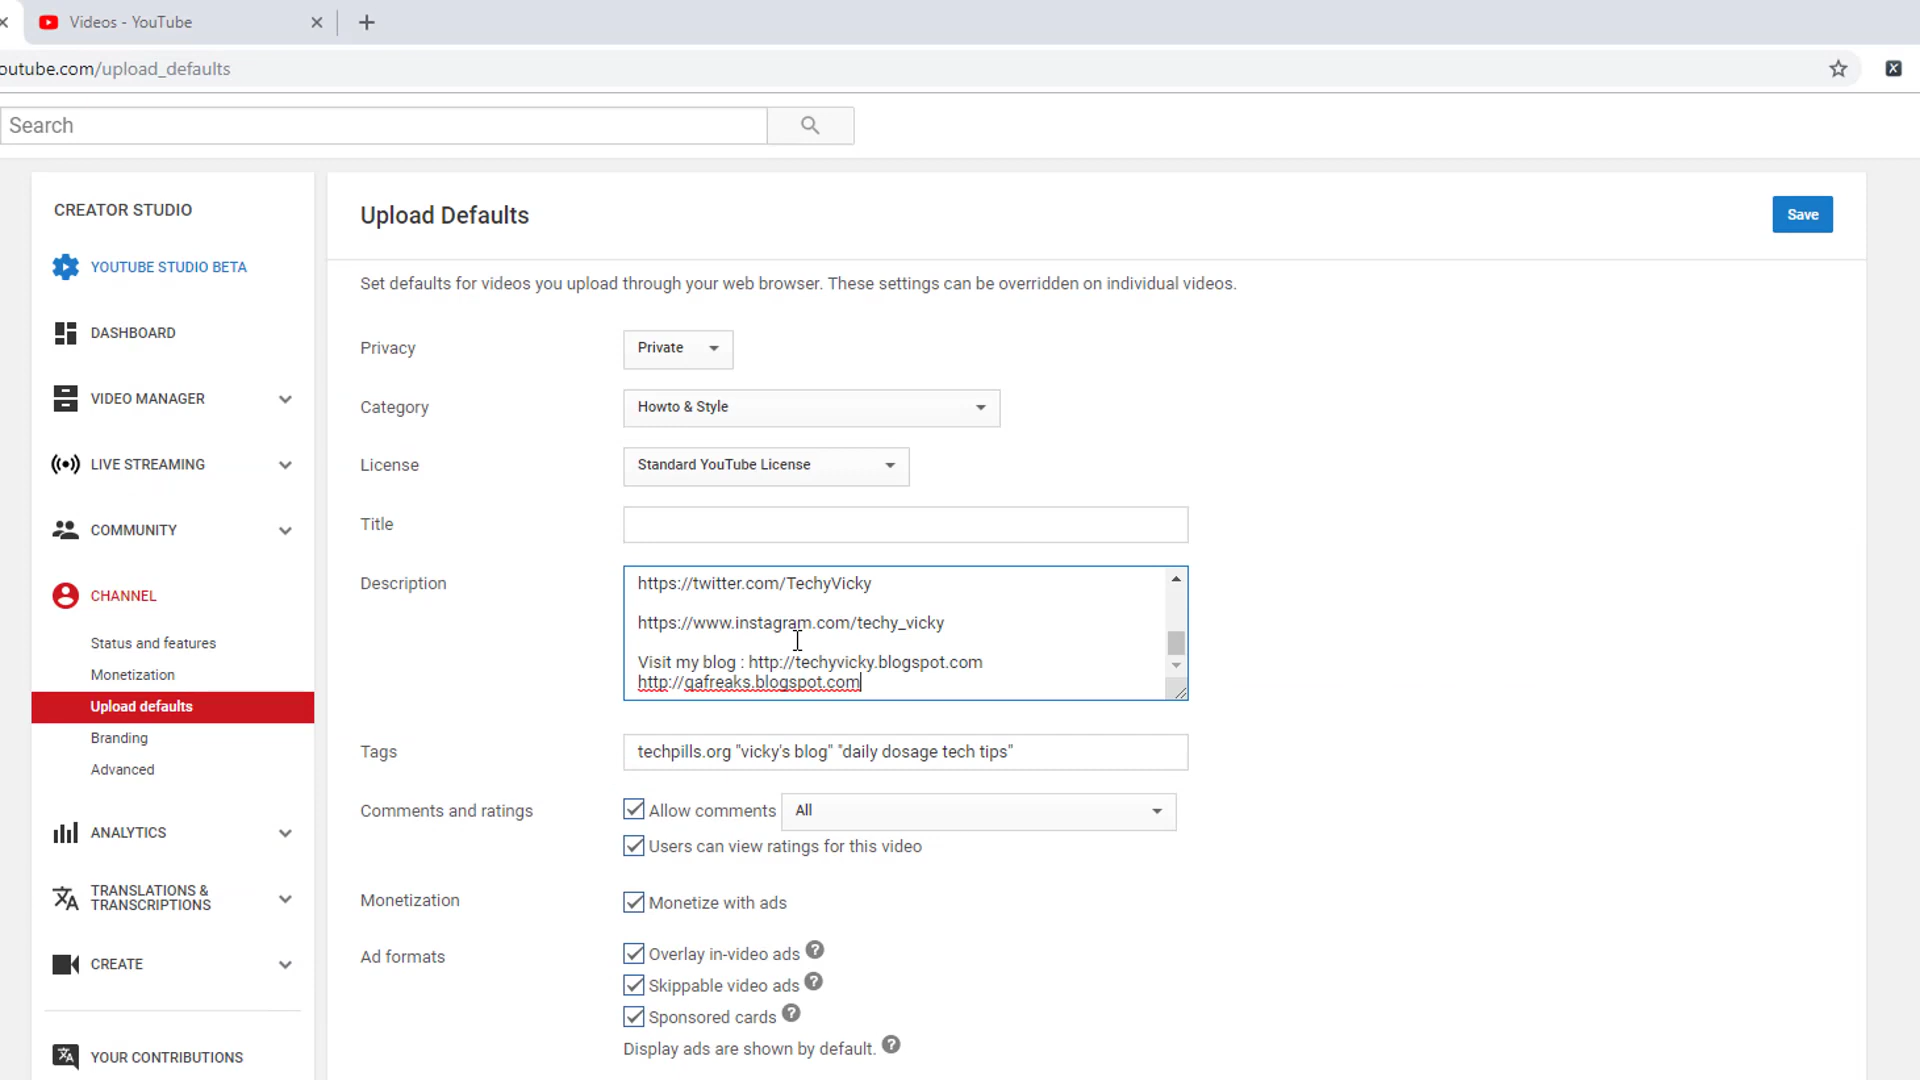 Videos - YouTube
outube.com/upload_defaults
Search
CREATOR STUDIO
YOUTUBE STUDIO BETA
DASHBOARD
VIDEO MANAGER
LIVE STREAMING
COMMUNITY
CHANNEL
Status and features
Monetization
Upload defaults
Branding
Advanced
ANALYTICS
TRANSLATIONS &
TRANSCRIPTIONS
CREATE
YOUR CONTRIBUTIONS
Upload Defaults
Save
Set defaults for videos you upload through your web browser. These settings can be overridden on individual videos.
Privacy
Private
Category
Howto & Style
License
Standard YouTube License
Title
Description
https://twitter.com/TechyVicky
https://www.instagram.com/techy_vicky
Visit my blog : http://techyvicky.blogspot.com
http://qafreaks.blogspot.com
Tags
techpills.org "vicky's blog" "daily dosage tech tips"
Comments and ratings
Allow comments
All
Users can view ratings for this video
Monetization
Monetize with ads
Ad formats
Overlay in-video ads ?
Skippable video ads ?
Sponsored cards ?
Display ads are shown by default. ?